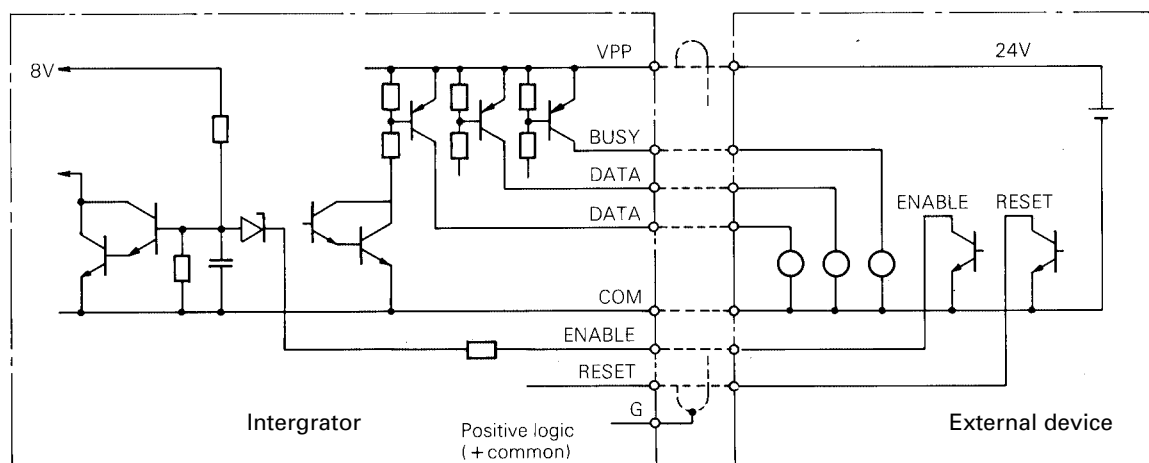 VPP
24V
8V
BUSY
DATA
DATA
ENABLE
RESET
COM
ENABLE
RESET
G
Intergrator
Positive logic
(+common)
External device